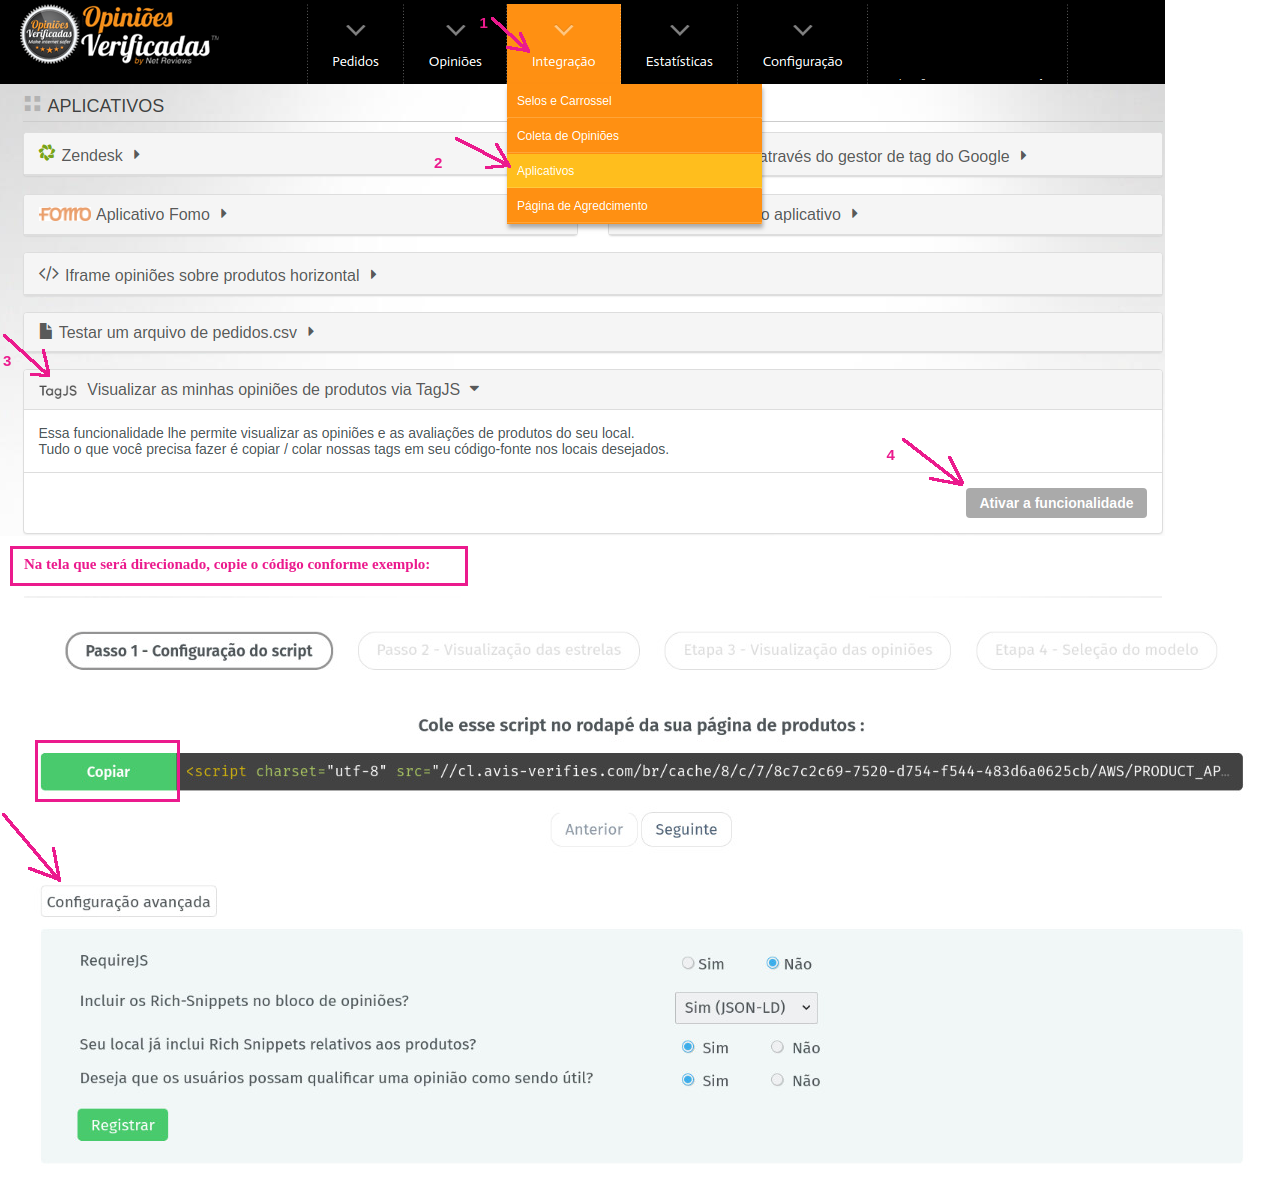 Opiniões
Verificadas
Make internet safer
Opiniões
Verificadas TM
by Net Reviews
Pedidos
Opiniões
1
Integração
Estatísticas
Configuração
APLICATIVOS
Selos e Carrossel
Coleta de Opiniões
2
Aplicativos
Página de Agredcimento
Zendesk
através do gestor de tag do Google
FOMO Aplicativo Fomo
o aplicativo
</> Iframe opiniões sobre produtos horizontal
Testar um arquivo de pedidos.csv
3
TagJS Visualizar as minhas opiniões de produtos via TagJS
Essa funcionalidade lhe permite visualizar as opiniões e as avaliações de produtos do seu local.
Tudo o que você precisa fazer é copiar / colar nossas tags em seu código-fonte nos locais desejados.
4
Ativar a funcionalidade
Na tela que será direcionado, copie o código conforme exemplo:
Passo 1 - Configuração do script
Passo 2 - Visualização das estrelas
Etapa 3 - Visualização das opiniões
Etapa 4 - Seleção do modelo
Cole esse script no rodapé da sua página de produtos :
Copiar
<script charset="utf-8" src="//cl.avis-verifies.com/br/cache/8/c/7/8c7c2c69-7520-d754-f544-483d6a0625cb/AWS/PRODUCT_AP…
Anterior
Seguinte
Configuração avançada
RequireJS
Sim
Não
Incluir os Rich-Snippets no bloco de opiniões?
Sim (JSON-LD)
Seu local já inclui Rich Snippets relativos aos produtos?
Sim
Não
Deseja que os usuários possam qualificar uma opinião como sendo útil?
Sim
Não
Registrar